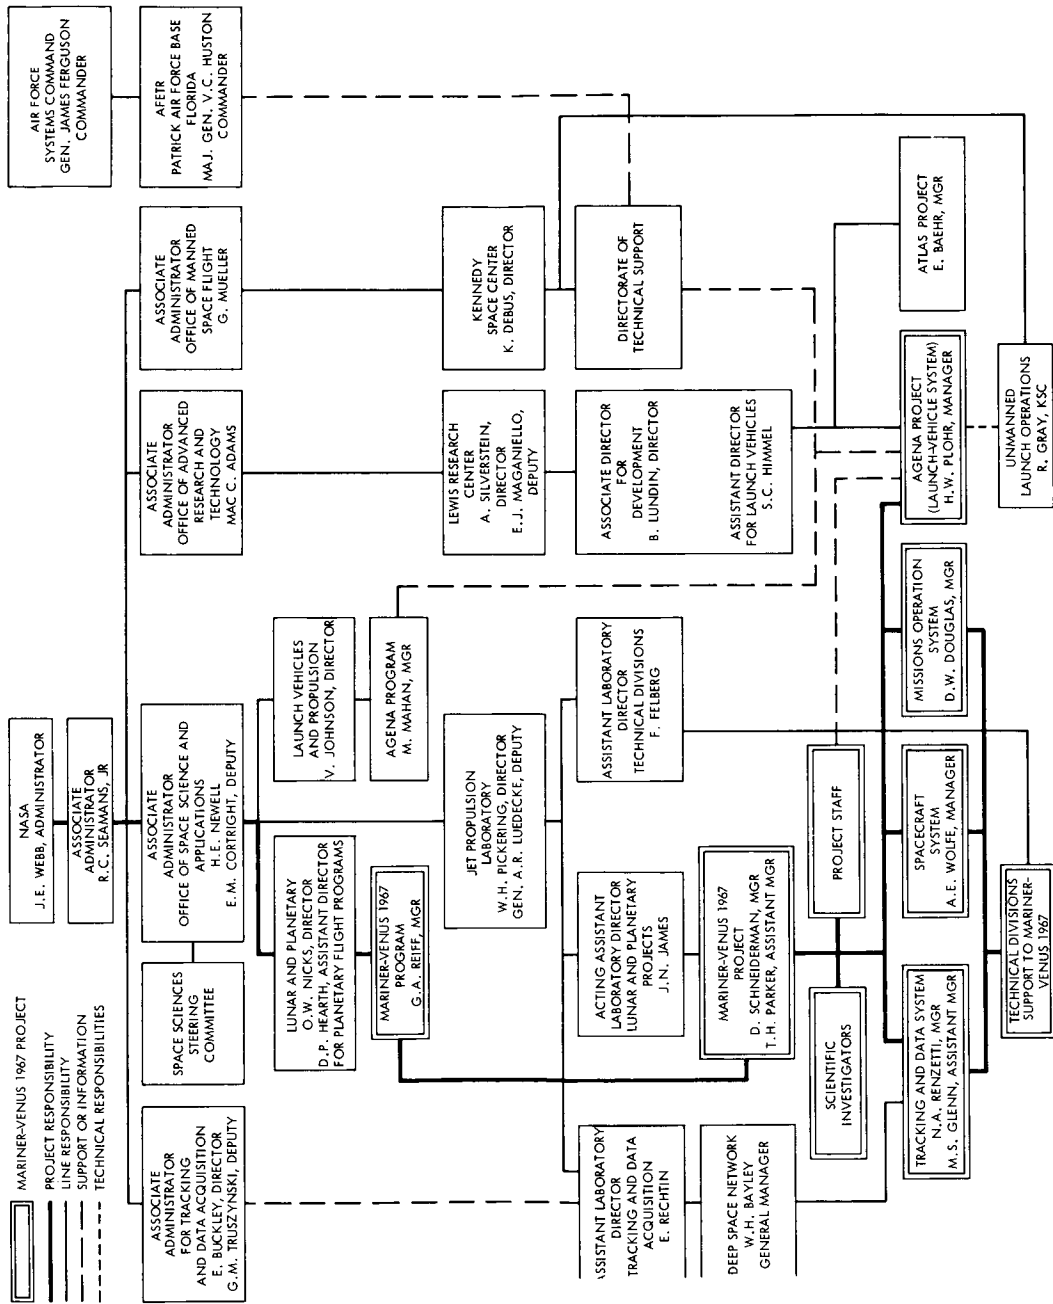 MARINER-VENUS 1967 PROJECT
PROJECT RESPONSIBILITY
LINE RESPONSIBILITY
SUPPORT OR INFORMATION
TECHNICAL RESPONSIBILITIES
NASA
J.E. WEBB, ADMINISTRATOR
ASSOCIATE
ADMINISTRATOR
R.C. SEAMANS, JR
AIR FORCE
SYSTEMS COMMAND
GEN. JAMES FERGUSON
COMMANDER
ASSOCIATE
ADMINISTRATOR
FOR TRACKING
AND DATA ACQUISITION
E. BUCKLEY, DIRECTOR
G.M. TRUSZYNSKI, DEPUTY
SPACE SCIENCES
STEERING
COMMITTEE
ASSOCIATE
ADMINISTRATOR
OFFICE OF SPACE SCIENCE AND
APPLICATIONS
H.E. NEWELL
E.M. CORTRIGHT, DEPUTY
ASSOCIATE
ADMINISTRATOR
OFFICE OF ADVANCED
RESEARCH AND
TECHNOLOGY
MAC C. ADAMS
ASSOCIATE
ADMINISTRATOR
OFFICE OF MANNED
SPACE FLIGHT
G. MUELLER
AFETR
PATRICK AIR FORCE BASE
FLORIDA
MAJ. GEN. V.C. HUSTON
COMMANDER
LUNAR AND PLANETARY
O.W. NICKS, DIRECTOR
D.P. HEARTH, ASSISTANT DIRECTOR
FOR PLANETARY FLIGHT PROGRAMS
LAUNCH VEHICLES
AND PROPULSION
V. JOHNSON, DIRECTOR
MARINER-VENUS 1967
PROGRAM
G.A. REIFF, MGR
AGENA PROGRAM
M. MAHAN, MGR
JET PROPULSION
LABORATORY
W.H. PICKERING, DIRECTOR
GEN. A.R. LUEDECKE, DEPUTY
LEWIS RESEARCH
CENTER
A. SILVERSTEIN,
DIRECTOR
E.J. MAGANIELLO,
DEPUTY
KENNEDY
SPACE CENTER
K. DEBUS, DIRECTOR
ASSISTANT LABORATORY
DIRECTOR
TRACKING AND DATA
ACQUISITION
E. RECHTIN
ACTING ASSISTANT
LABORATORY DIRECTOR
LUNAR AND PLANETARY
PROJECTS
J.N. JAMES
ASSISTANT LABORATORY
DIRECTOR
TECHNICAL DIVISIONS
F. FELBERG
ASSOCIATE DIRECTOR
FOR
DEVELOPMENT
B. LUNDIN, DIRECTOR
ASSISTANT DIRECTOR
FOR LAUNCH VEHICLES
S.C. HIMMEL
DIRECTORATE OF
TECHNICAL SUPPORT
DEEP SPACE NETWORK
W.H. BAYLEY
GENERAL MANAGER
MARINER-VENUS 1967
PROJECT
D. SCHNEIDERMAN, MGR
T.H. PARKER, ASSISTANT MGR
SCIENTIFIC
INVESTIGATORS
PROJECT STAFF
TRACKING AND DATA SYSTEM
N.A. RENZETTI, MGR
M.S. GLENN, ASSISTANT MGR
SPACECRAFT
SYSTEM
A.E. WOLFE, MANAGER
MISSIONS OPERATION
SYSTEM
D.W. DOUGLAS, MGR
AGENA PROJECT
(LAUNCH-VEHICLE SYSTEM)
H.W. PLOHR, MANAGER
ATLAS PROJECT
E. BAEHR, MGR
TECHNICAL DIVISIONS
SUPPORT TO MARINER-
VENUS 1967
UNMANNED
LAUNCH OPERATIONS
R. GRAY, KSC